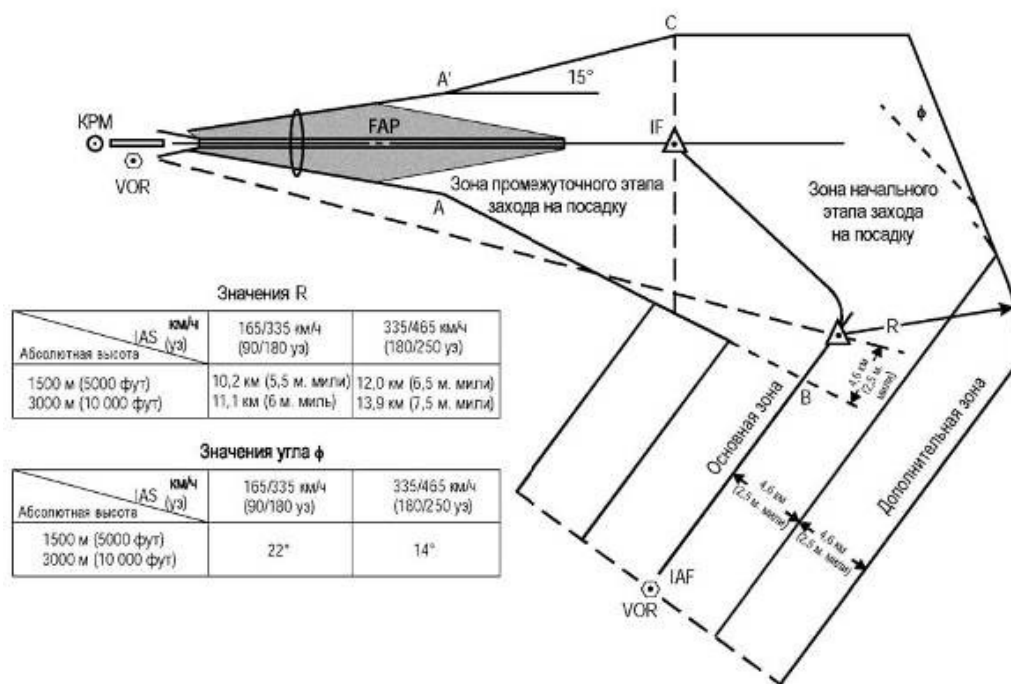 C
15°
A'
ϕ
КРМ
FAP
IF
VOR
A
Зона промежуточного этапа
захода на посадку
Зона начального
этапа захода
на посадку
R
4,6 км
(2,5 м. мили)
B
Основная зона
Дополнительная зона
4,6 км
(2,5 м. мили)
4,6 км
(2,5 м. мили)
IAF
VOR
Значения R
IAS км/ч (уз)
Абсолютная высота
165/335 км/ч
(90/180 уз)
335/465 км/ч
(180/250 уз)
1500 м (5000 фут)
3000 м (10 000 фут)
10,2 км (5,5 м. мили)
11,1 км (6 м. миль)
12,0 км (6,5 м. мили)
13,9 км (7,5 м. мили)
Значения угла ϕ
IAS км/ч (уз)
Абсолютная высота
165/335 км/ч
(90/180 уз)
335/465 км/ч
(180/250 уз)
1500 м (5000 фут)
3000 м (10 000 фут)
22°
14°